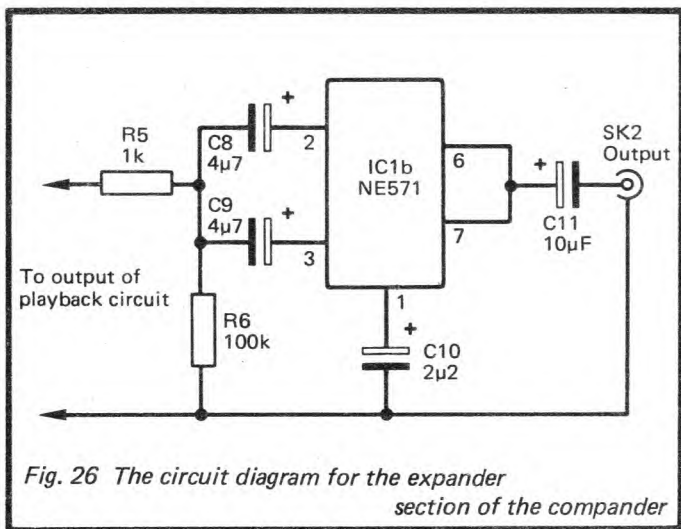 R5
1k
C8
4µ7
+
2
C9
4µ7
+
3
IC1b
NE571
6
7
1
+
C11
10µF
SK2
Output
To output of
playback circuit
R6
100k
+
C10
2µ2
Fig. 26 The circuit diagram for the expander
section of the compander